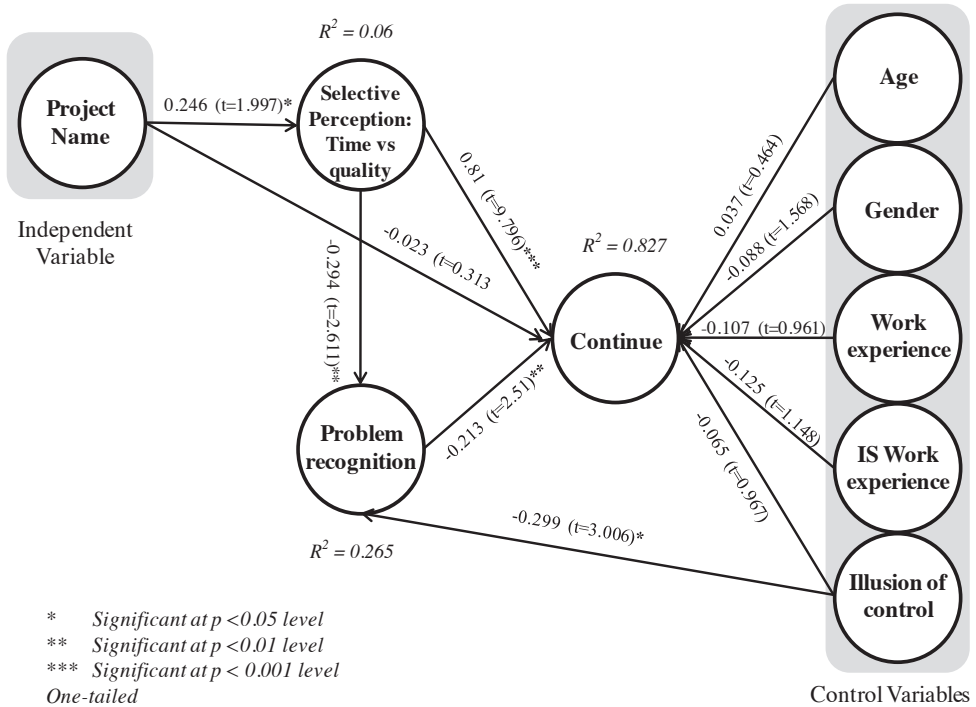 R² = 0.06
Project
Name
0.246 (t=1.997)*
Selective
Perception:
Time vs
quality
Independent
Variable
-0.294 (t=2.611)**
-0.023 (t=0.313
0.81 (t=9.796)***
R² = 0.827
Continue
Problem
recognition
-0.213 (t=2.51)**
R² = 0.265
Age
0.037 (t=0.464)
Gender
-0.088 (t=1.568)
Work
experience
-0.107 (t=0.961)
IS Work
experience
-0.125 (t=1.148)
Illusion of
control
-0.065 (t=0.967)
-0.299 (t=3.006)*
Control Variables
* Significant at p <0.05 level
** Significant at p <0.01 level
*** Significant at p < 0.001 level
One-tailed